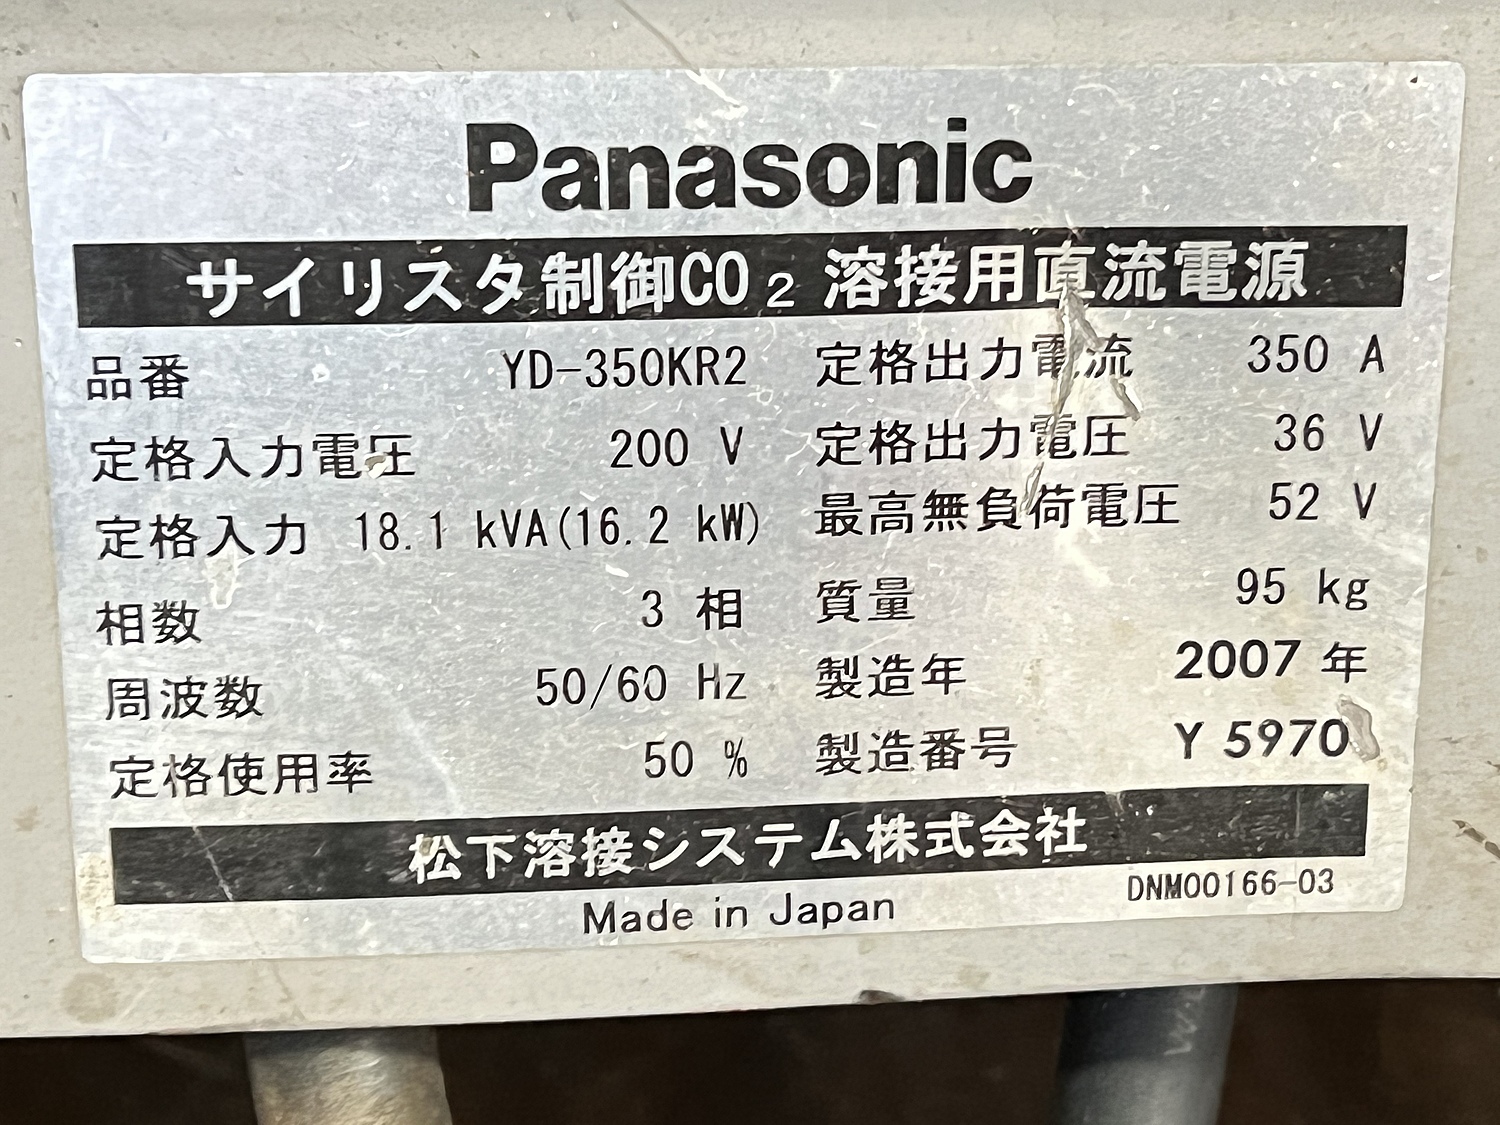 Panasonic
サイリスタ制御CO₂溶接用直流電源
品番 YD-350KR2 定格出力電流 350 A
定格入力電圧 200 V 定格出力電圧 36 V
定格入力 18.1 kVA(16.2 kW) 最高無負荷電圧 52 V
相数 3 相 質量 95 kg
周波数 50/60 Hz 製造年 2007 年
定格使用率 50 % 製造番号 Y 5970
松下溶接システム株式会社
Made in Japan DNM00166-03